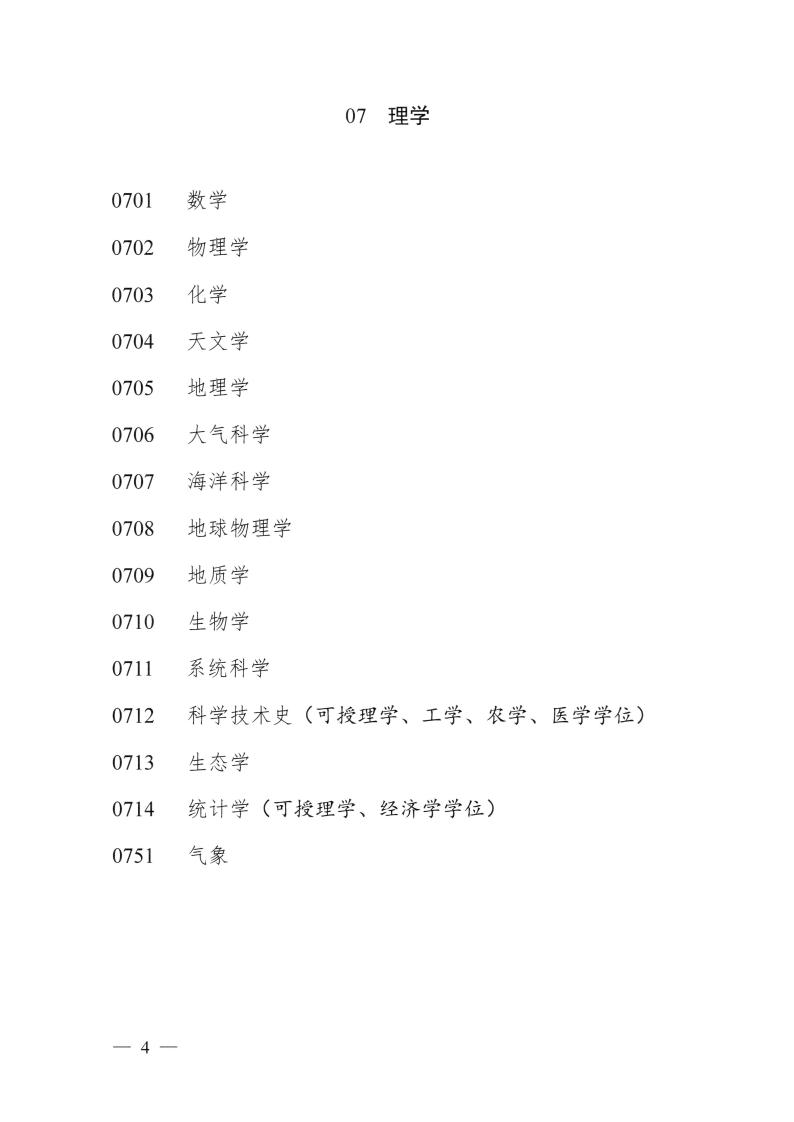 07 理学
0701 数学
0702 物理学
0703 化学
0704 天文学
0705 地理学
0706 大气科学
0707 海洋科学
0708 地球物理学
0709 地质学
0710 生物学
0711 系统科学
0712 科学技术史（可授理学、工学、农学、医学学位）
0713 生态学
0714 统计学（可授理学、经济学学位）
0751 气象
— 4 —